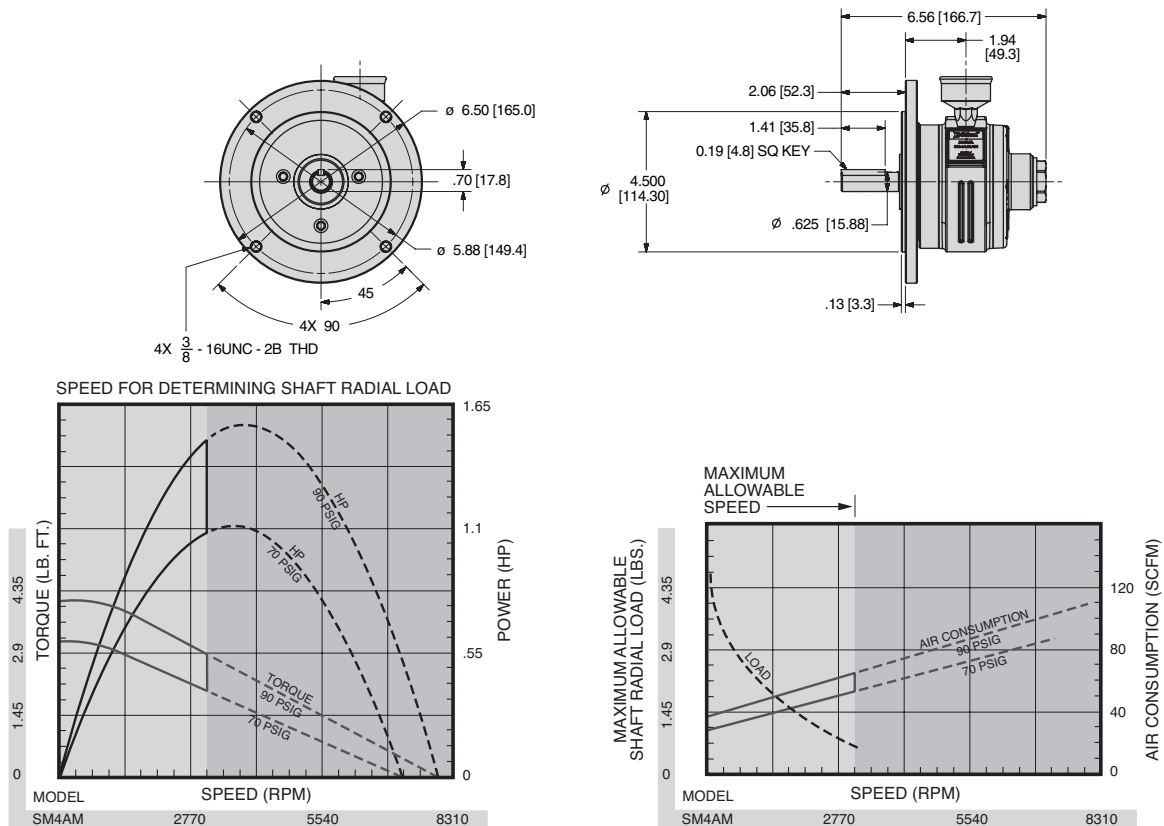 ø 6.50 [165.0]
.70 [17.8]
ø 5.88 [149.4]
45
4X 90
4X 3/8 - 16UNC - 2B THD
6.56 [166.7]
1.94
[49.3]
2.06 [52.3]
1.41 [35.8]
0.19 [4.8] SQ KEY
ø 4.500
[114.30]
ø .625 [15.88]
.13 [3.3]
SPEED FOR DETERMINING SHAFT RADIAL LOAD
TORQUE (LB. FT.)
4.35
2.9
1.45
0
1.65
1.1
.55
0
POWER (HP)
HP
90 PSIG
HP
70 PSIG
TORQUE
90 PSIG
70 PSIG
MODEL
SPEED (RPM)
SM4AM 2770 5540 8310
MAXIMUM
ALLOWABLE
SPEED
MAXIMUM ALLOWABLE
SHAFT RADIAL LOAD (LBS.)
4.35
2.9
1.45
0
LOAD
AIR CONSUMPTION
90 PSIG
70 PSIG
120
80
40
0
AIR CONSUMPTION (SCFM)
MODEL
SPEED (RPM)
SM4AM 2770 5540 8310